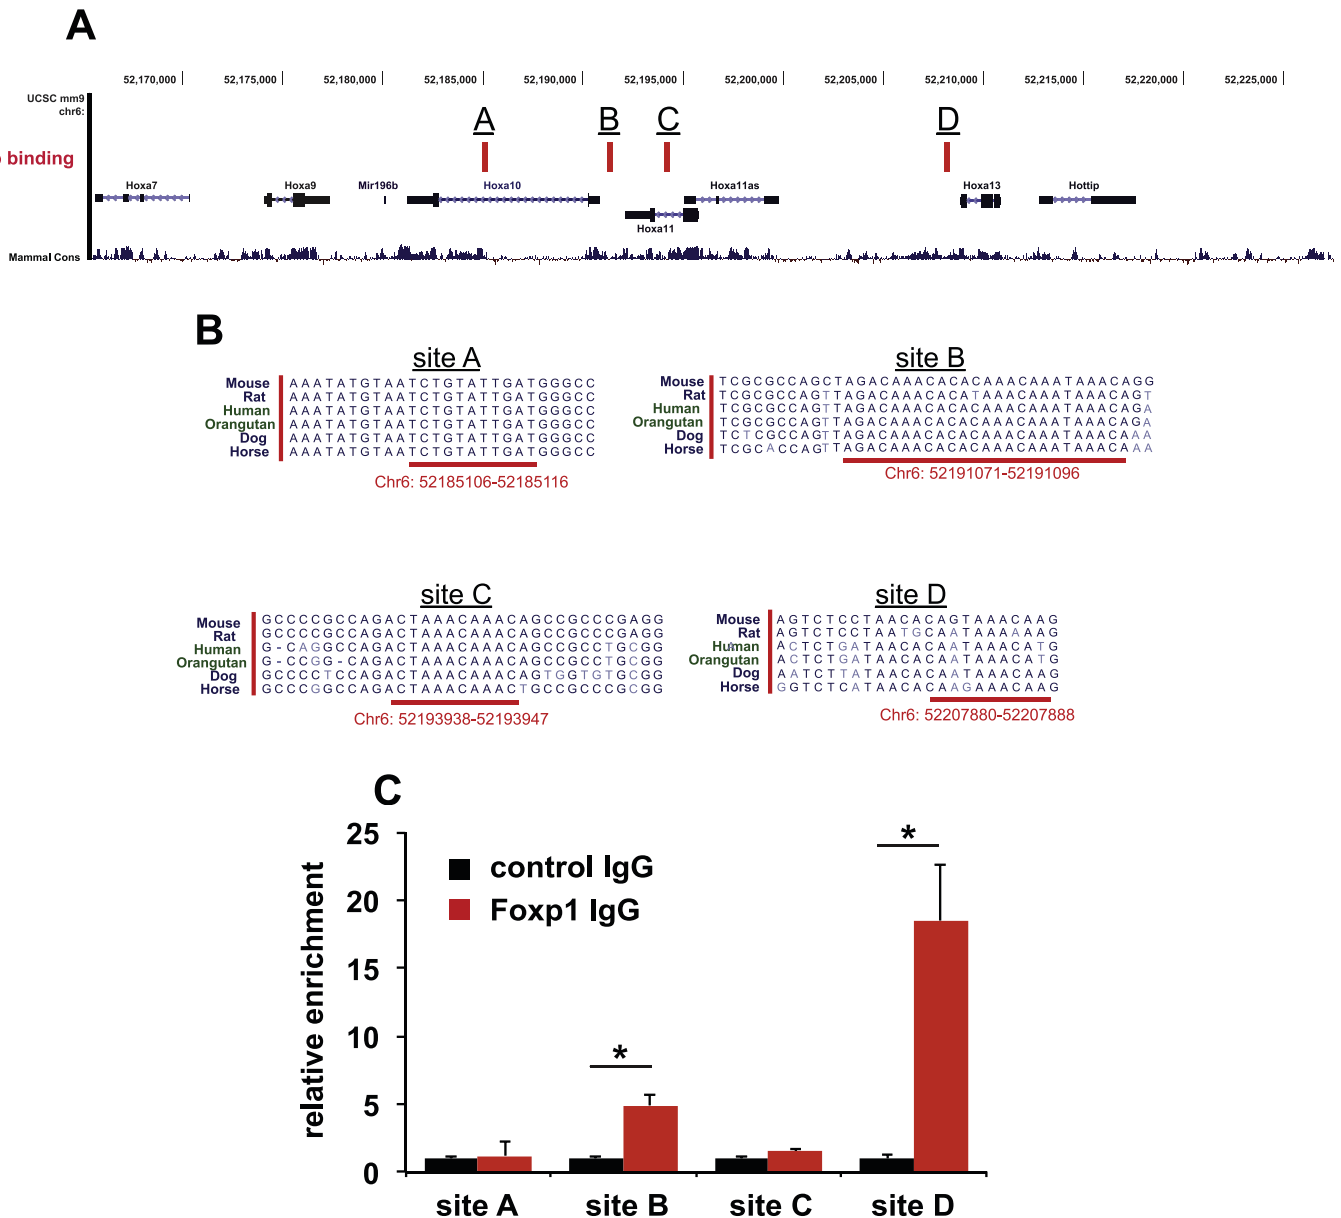 A
52,170,000 52,175,000 52,180,000 52,185,000 52,190,000 52,195,000 52,200,000 52,205,000 52,210,000 52,215,000 52,220,000 52,225,000
UCSC mm9
chr6:
A B C D
binding
Hoxa7 Hoxa9 Mir196b Hoxa10 Hoxa11as Hoxa13 Hottip
Hoxa11
Mammal Cons
B
site A
Mouse AAATATGTAATCTGTATTGATGGGCC
Rat AAATATGTAATCTGTATTGATGGGCC
Human AAATATGTAATCTGTATTGATGGGCC
Orangutan AAATATGTAATCTGTATTGATGGGCC
Dog AAATATGTAATCTGTATTGATGGGCC
Horse AAATATGTAATCTGTATTGATGGGCC
Chr6: 52185106-52185116
site B
Mouse TCGCGCCAGCTAGACAAACACACAAACAAATAAACAGG
Rat TCGCGCCAGTTAGACAAACACATAAACAAATAAACAGT
Human TCGCGCCAGTTAGACAAACACACAAACAAATAAACAGA
Orangutan TCGCGCCAGTTAGACAAACACACAAACAAATAAACAGA
Dog TCTCGCCAGTTAGACAAACACACAAACAAATAAACAAA
Horse TCGCACCAGTTAGACAAACACACAAACAAATAAACAAA
Chr6: 52191071-52191096
site C
Mouse GCCCCGCCAGACTAAACAAACAGCCGCCCGAGG
Rat GCCCCGCCAGACTAAACAAACAGCCGCCCGAGG
Human G-CAGGCCAGACTAAACAAACAGCCGCCTGCGG
Orangutan G-CCGG-CAGACTAAACAAACAGCCGCCTGCGG
Dog GCCCCTCCAGACTAAACAAACAGTGGTGTGCGG
Horse GCCCGGCCAGACTAAACAAACTGCCGCCCGCGG
Chr6: 52193938-52193947
site D
Mouse AGTCTCCTAACACAGTAAACAAG
Rat AGTCTCCTAATGCAATAAAAAAG
Human ACTCTGATAACACAATAAACATG
Orangutan ACTCTGATAACACAATAAACATG
Dog AATCTTATAACACAATAAACAAG
Horse GGTCTCATAACACAAGAAACAAG
Chr6: 52207880-52207888
C
relative enrichment
25
20
15
10
5
0
control IgG
Foxp1 IgG
*
*
site A site B site C site D